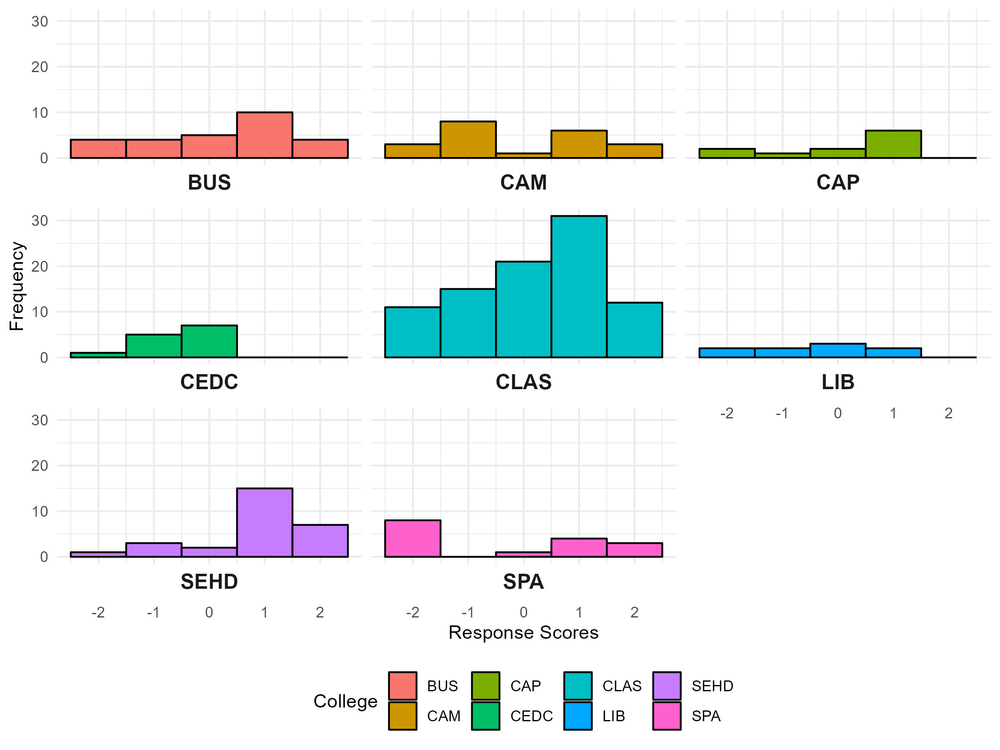 30
20
10
0
BUS
CAM
CAP
Frequency
30
20
10
0
CEDC
CLAS
LIB
-2 -1 0 1 2
30
20
10
0
SEHD
SPA
-2 -1 0 1 2
-2 -1 0 1 2
Response Scores
College
BUS CAP CLAS SEHD
CAM CEDC LIB SPA